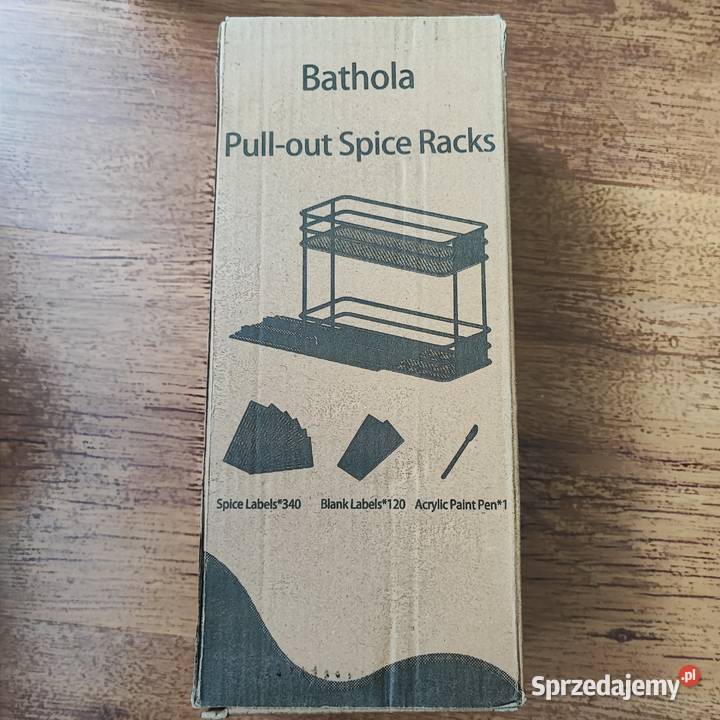 Bathola
Pull-out Spice Racks
Spice Labels*340 Blank Labels*120 Acrylic Paint Pen*1
Sprzedajemy.pl